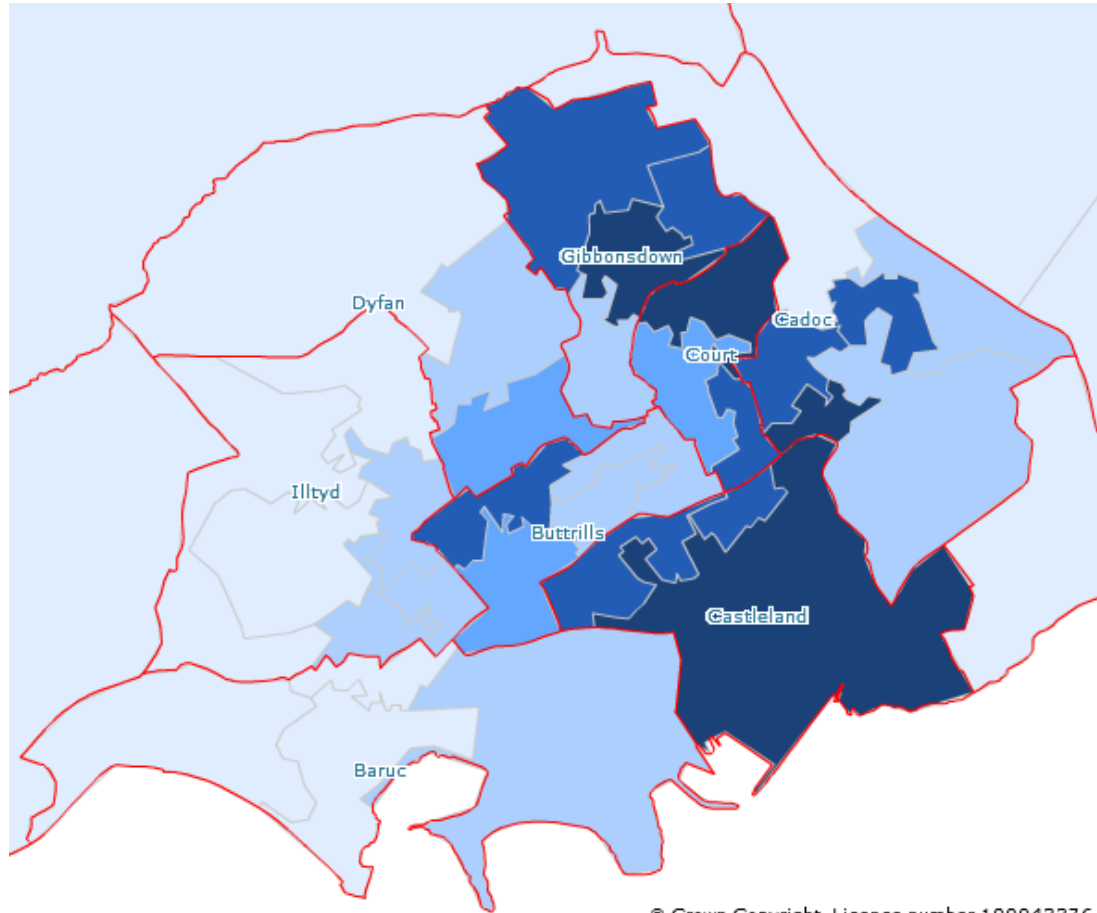 Gibbonsdown
Dyfan
Cadoc
Court
Illtyd
Buttrills
Castleland
Baruc
© Crown Copyright. Licence number